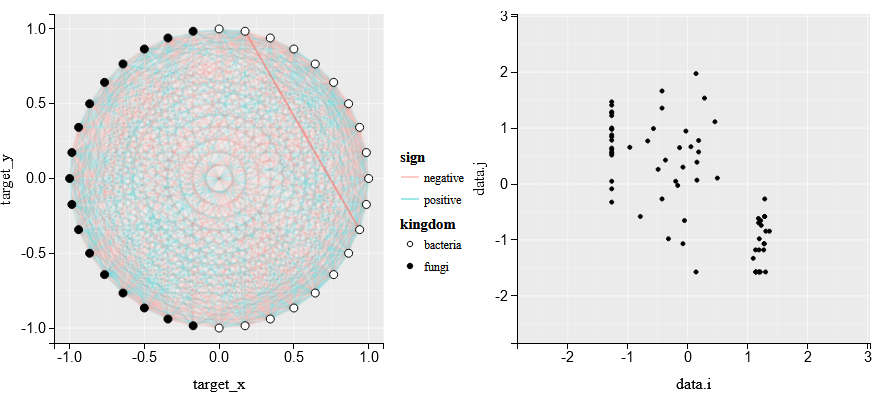 1.0
0.5
0.0
-0.5
-1.0
target_y
-1.0 -0.5 0.0 0.5 1.0
target_x
sign
negative
positive
kingdom
bacteria
fungi
3
2
1
0
-1
-2
data.j
-2 -1 0 1 2 3
data.i